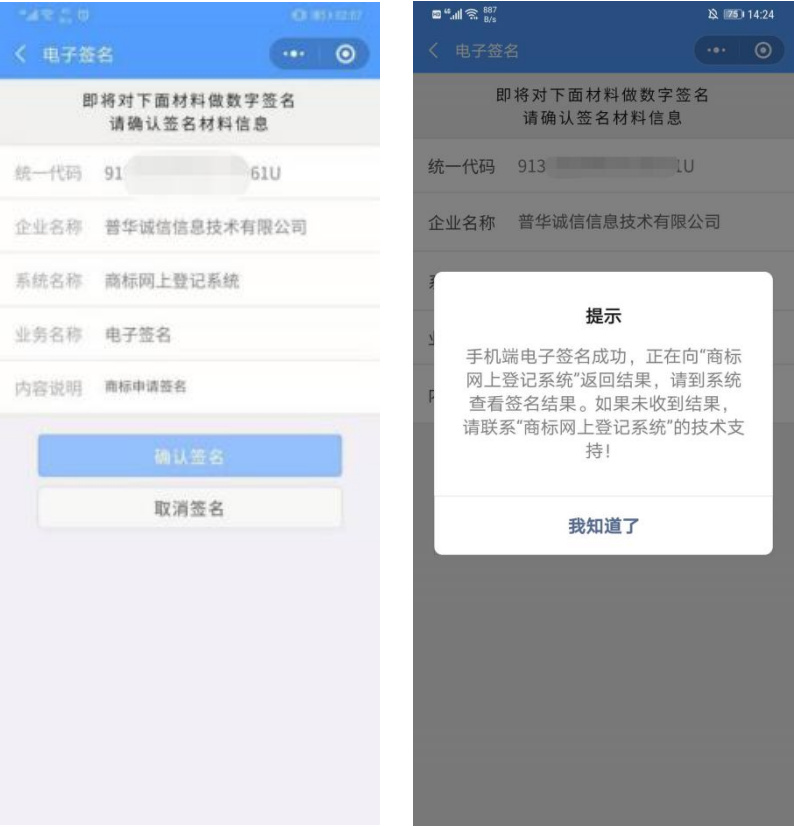 电子签名
即将对下面材料做数字签名
请确认签名材料信息
统一代码 91 61U
企业名称 普华诚信信息技术有限公司
系统名称 商标网上登记系统
业务名称 电子签名
内容说明 商标申请签名
确认签名
取消签名
887 B/s 75 14:24
电子签名
即将对下面材料做数字签名
请确认签名材料信息
统一代码 913 1U
企业名称 普华诚信信息技术有限公司
提示
手机端电子签名成功，正在向“商标
网上登记系统”返回结果，请到系统
查看签名结果。如果未收到结果，
请联系“商标网上登记系统”的技术支
持！
我知道了